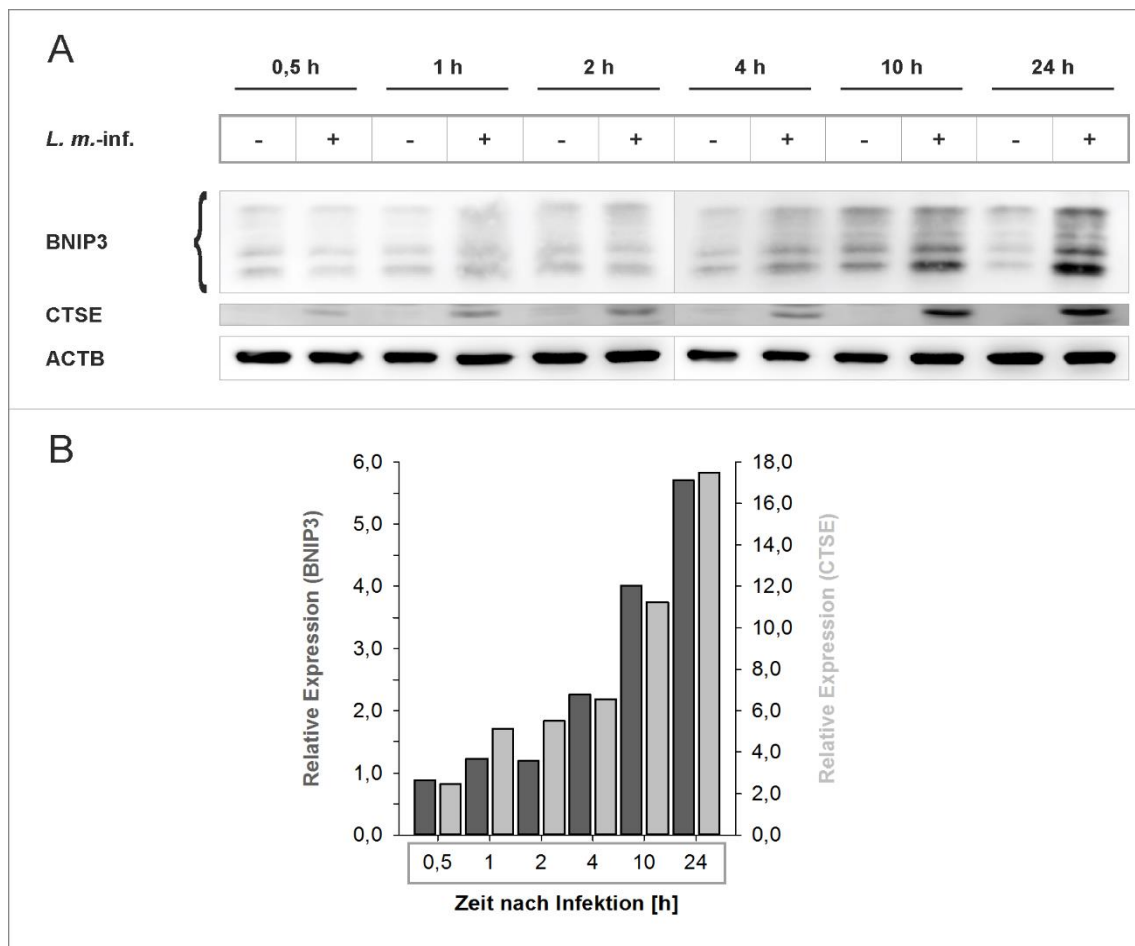 A
0,5 h 1 h 2 h 4 h 10 h 24 h
L. m.-inf. - + - + - + - + - + - +
BNIP3
CTSE
ACTB
B
Relative Expression (BNIP3)
6,0
5,0
4,0
3,0
2,0
1,0
0,0
18,0
16,0
14,0
12,0
10,0
8,0
6,0
4,0
2,0
0,0
Relative Expression (CTSE)
0,5 1 2 4 10 24
Zeit nach Infektion [h]